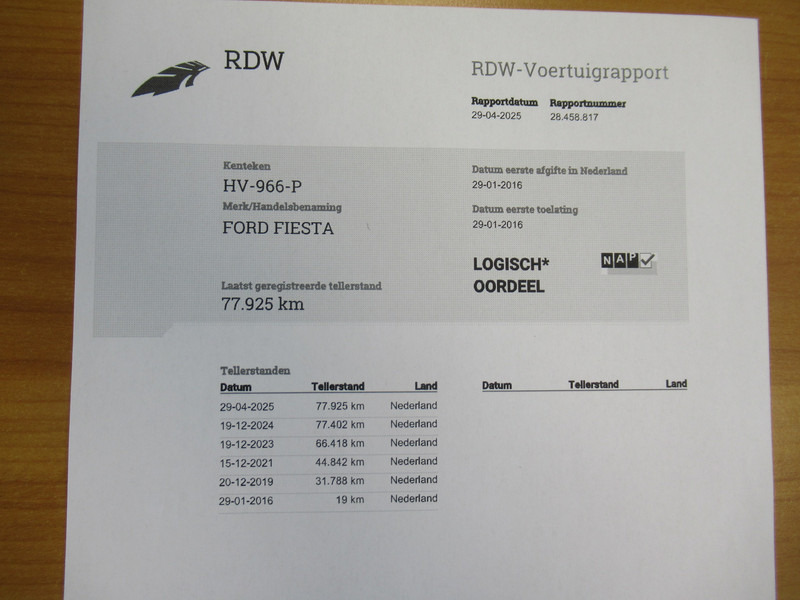 RDW
RDW-Voertuigrapport
Rapportdatum Rapportnummer
29-04-2025 28.458.817
Kenteken
HV-966-P
Merk/Handelsbenaming
FORD FIESTA
Laatst geregistreerde tellerstand
77.925 km
Datum eerste afgifte in Nederland
29-01-2016
Datum eerste toelating
29-01-2016
LOGISCH*
OORDEEL
NAP
Tellerstanden
Datum Tellerstand Land
29-04-2025 77.925 km Nederland
19-12-2024 77.402 km Nederland
19-12-2023 66.418 km Nederland
15-12-2021 44.842 km Nederland
20-12-2019 31.788 km Nederland
29-01-2016 19 km Nederland
Datum Tellerstand Land